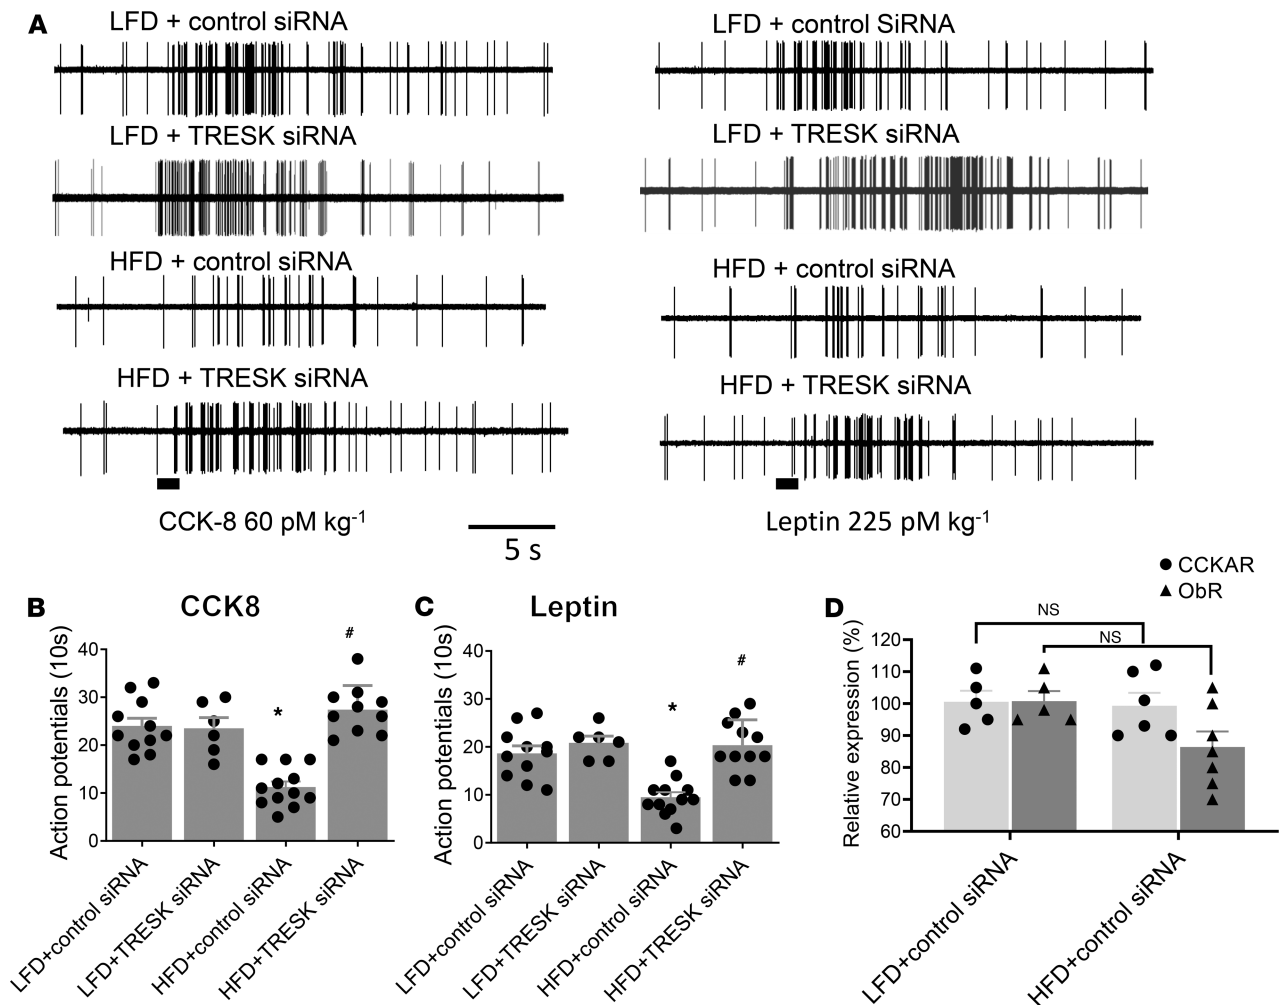 A
LFD + control siRNA
LFD + TRESK siRNA
HFD + control siRNA
HFD + TRESK siRNA
CCK-8 60 pM kg-1
5 s
LFD + control SiRNA
LFD + TRESK siRNA
HFD + control siRNA
HFD + TRESK siRNA
Leptin 225 pM kg-1
B
CCK8
Action potentials (10s)
40
30
20
10
0
*
#
LFD+control siRNA
LFD+TRESK siRNA
HFD+control siRNA
HFD+TRESK siRNA
C
Leptin
Action potentials (10s)
40
30
20
10
0
*
#
LFD+control siRNA
LFD+TRESK siRNA
HFD+control siRNA
HFD+TRESK siRNA
D
CCKAR
ObR
NS
NS
Relative expression (%)
120
110
100
90
80
70
60
LFD+control siRNA
HFD+control siRNA